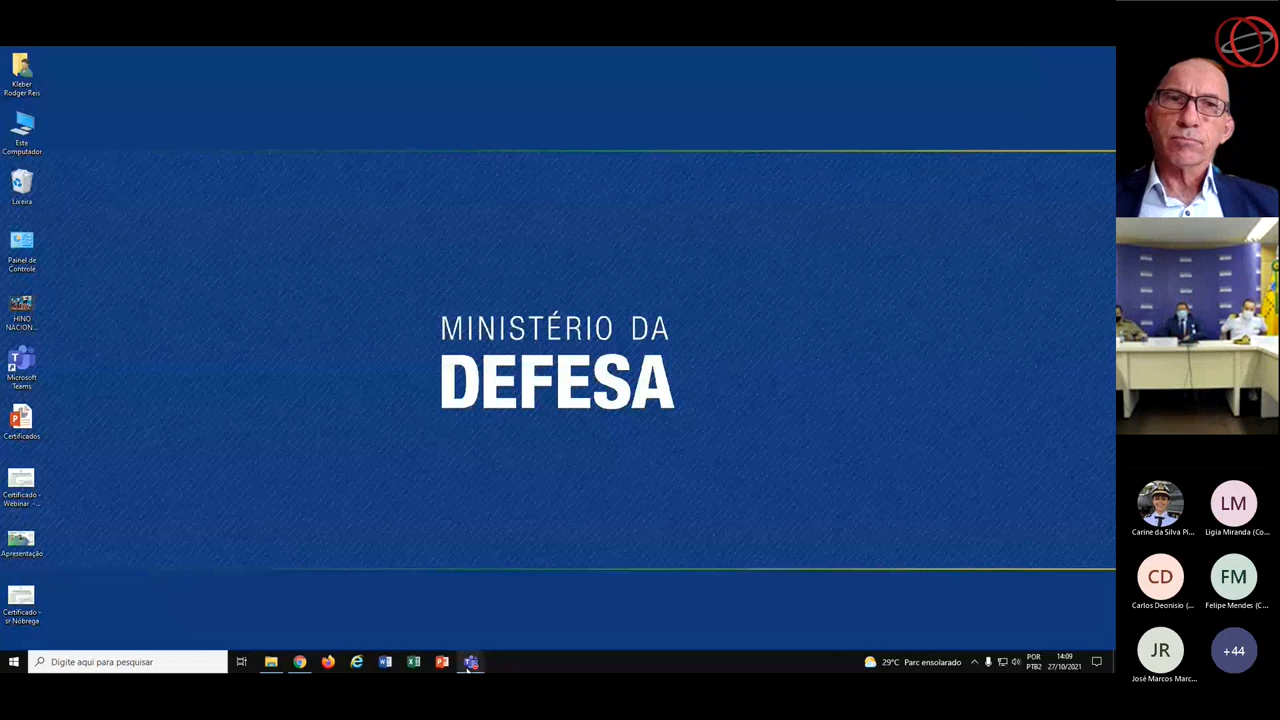 Kleber
Rodger Reis
Este
Computador
Lixeira
Painel de
Controle
HINO
NACION...
Microsoft
Teams
Certificados
Certificado -
Webinar -...
Apresentação
Certificado -
sr Nóbrega
MINISTÉRIO DA
DEFESA
Digite aqui para pesquisar
29°C Parc ensolarado
POR
PTB2
14:09
27/10/2021
Carine da Silva Pi...
LM
Ligia Miranda (Co...
CD
Carlos Deonisio (...
FM
Felipe Mendes (C...
JR
José Marcos Marc...
+44